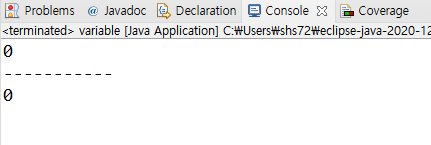 Problems @ Javadoc Declaration Console Coverage
<terminated> variable [Java Application] C:₩Users₩shs72₩eclipse-java-2020-12
0
-----------
0